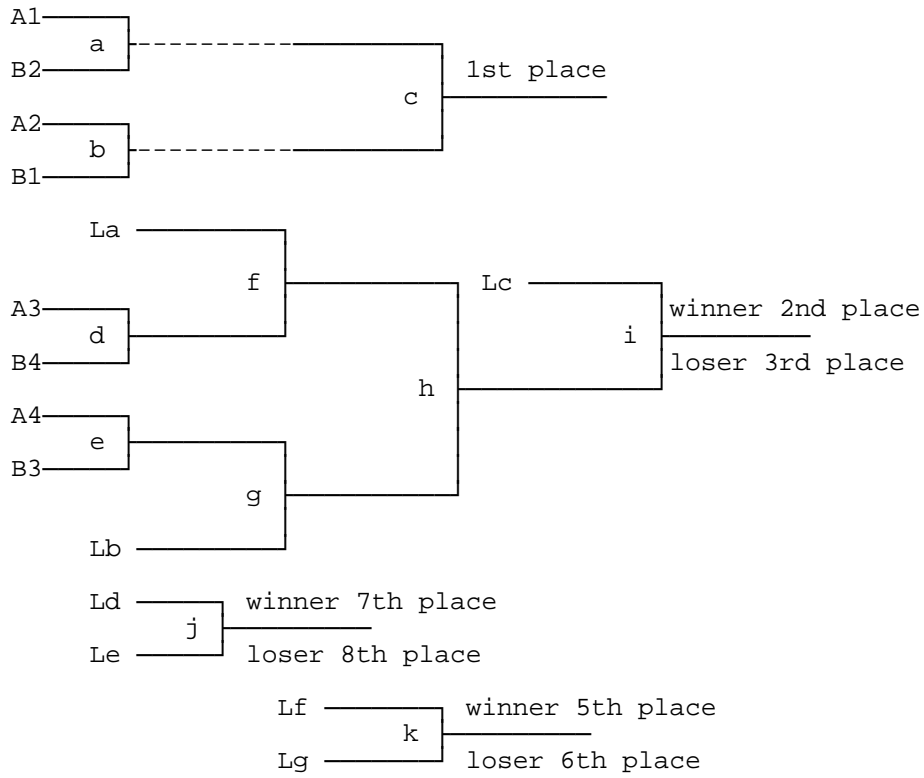 A1
a
B2
1st place
c
A2
b
B1
La
f
Lc
A3
winner 2nd place
d
i
B4
loser 3rd place
h
A4
e
B3
g
Lb
Ld
winner 7th place
j
Le
loser 8th place
Lf
winner 5th place
k
Lg
loser 6th place